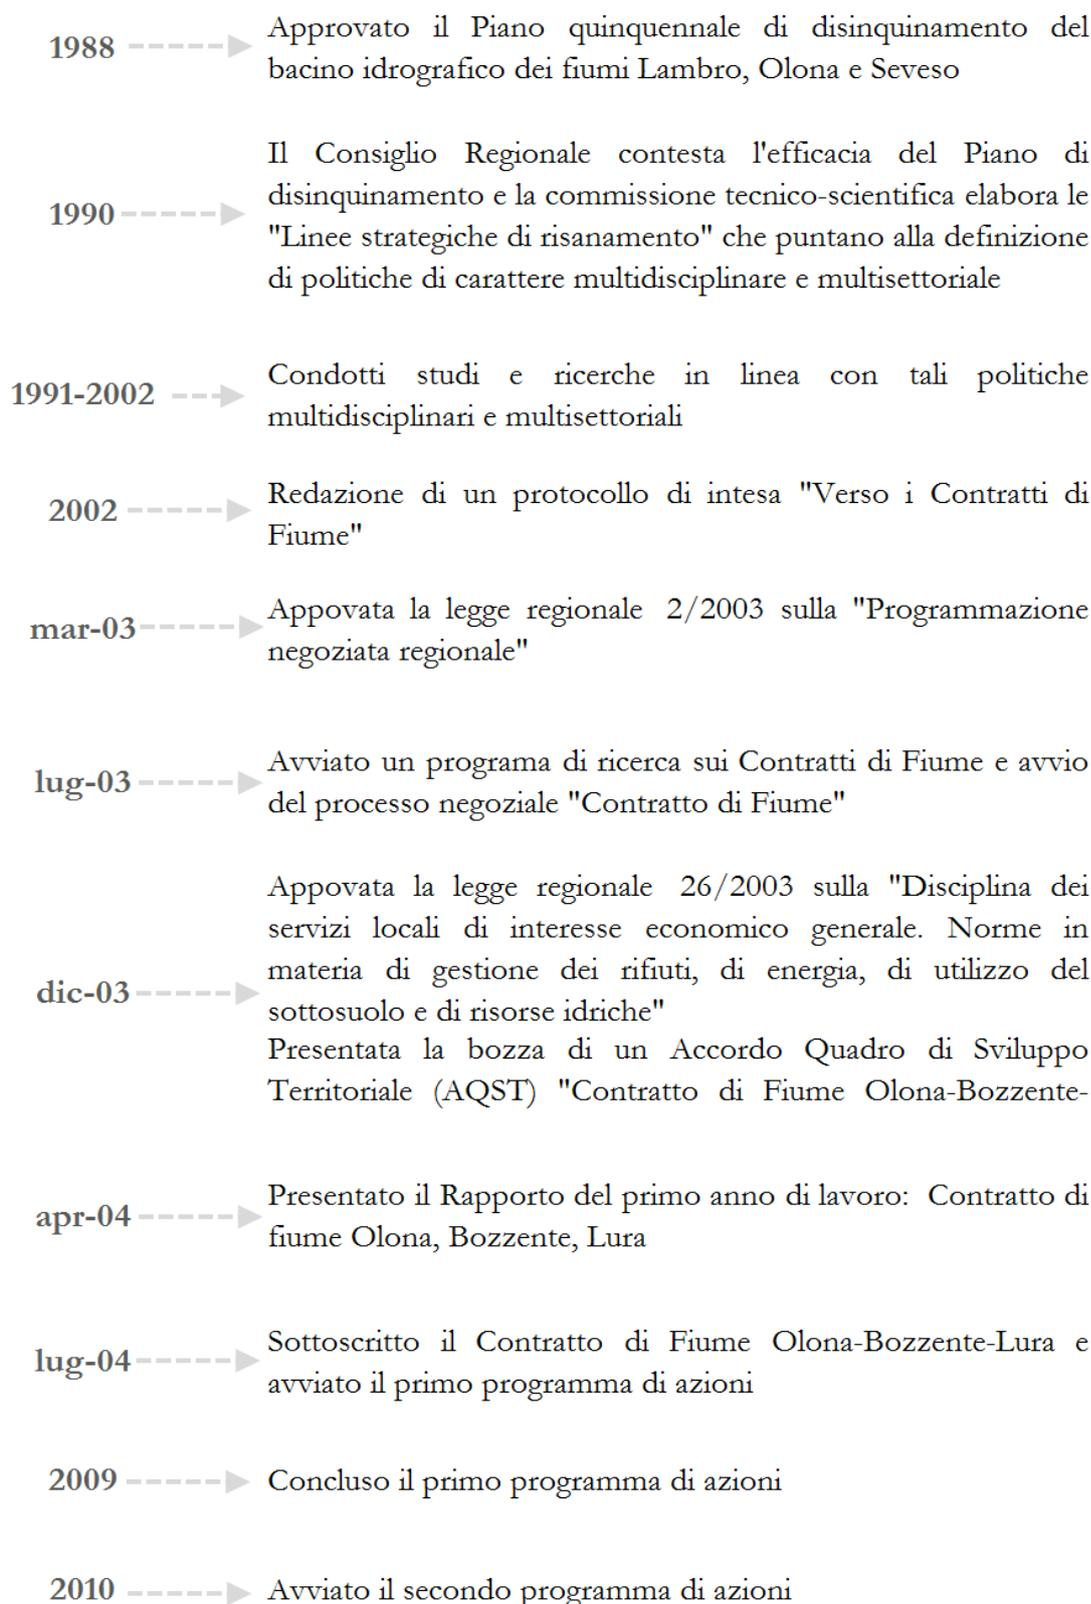 1988
Approvato il Piano quinquennale di disinquinamento del
bacino idrografico dei fiumi Lambro, Olona e Seveso
1990
Il Consiglio Regionale contesta l'efficacia del Piano di
disinquinamento e la commissione tecnico-scientifica elabora le
"Linee strategiche di risanamento" che puntano alla definizione
di politiche di carattere multidisciplinare e multisettoriale
1991-2002
Condotti studi e ricerche in linea con tali politiche
multidisciplinari e multisettoriali
2002
Redazione di un protocollo di intesa "Verso i Contratti di
Fiume"
mar-03
Appovata la legge regionale 2/2003 sulla "Programmazione
negoziata regionale"
lug-03
Avviato un programa di ricerca sui Contratti di Fiume e avvio
del processo negoziale "Contratto di Fiume"
dic-03
Appovata la legge regionale 26/2003 sulla "Disciplina dei
servizi locali di interesse economico generale. Norme in
materia di gestione dei rifiuti, di energia, di utilizzo del
sottosuolo e di risorse idriche"
Presentata la bozza di un Accordo Quadro di Sviluppo
Territoriale (AQST) "Contratto di Fiume Olona-Bozzente-
apr-04
Presentato il Rapporto del primo anno di lavoro: Contratto di
fiume Olona, Bozzente, Lura
lug-04
Sottoscritto il Contratto di Fiume Olona-Bozzente-Lura e
avviato il primo programma di azioni
2009
Concluso il primo programma di azioni
2010
Avviato il secondo programma di azioni